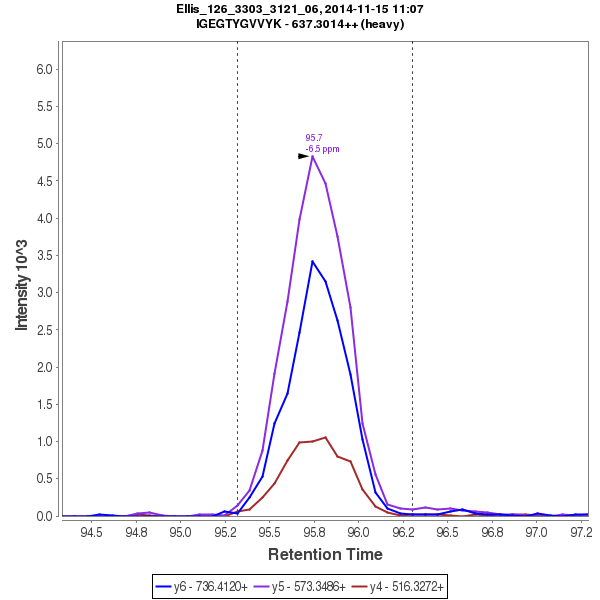 Ellis_126_3303_3121_06, 2014-11-15 11:07
IGEGTYGVVYK - 637.3014++ (heavy)
6.0
5.5
5.0
4.5
4.0
3.5
3.0
2.5
2.0
1.5
1.0
0.5
0.0
Intensity 10^3
95.7
-6.5 ppm
94.5 94.8 95.0 95.2 95.5 95.8 96.0 96.2 96.5 96.8 97.0 97.2
Retention Time
y6 - 736.4120+ y5 - 573.3486+ y4 - 516.3272+